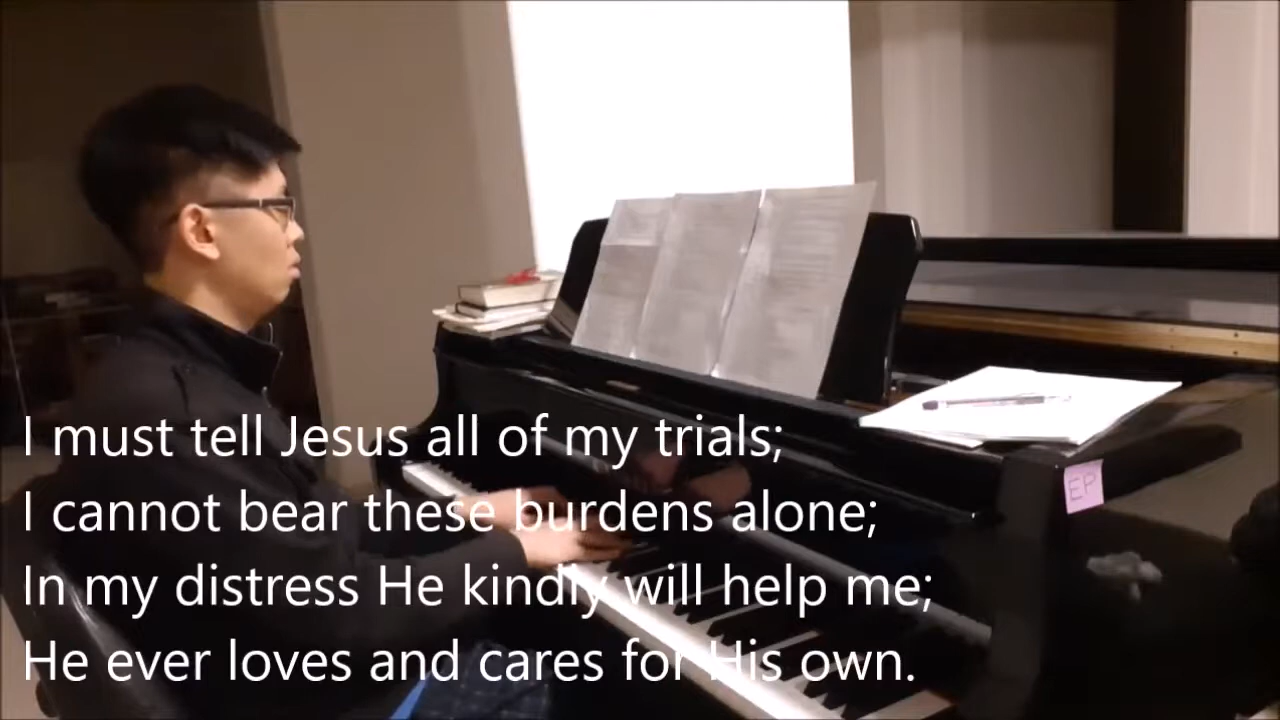 I must tell Jesus all of my trials;
I cannot bear these burdens alone;
In my distress He kindly will help me;
He ever loves and cares for His own.
EP